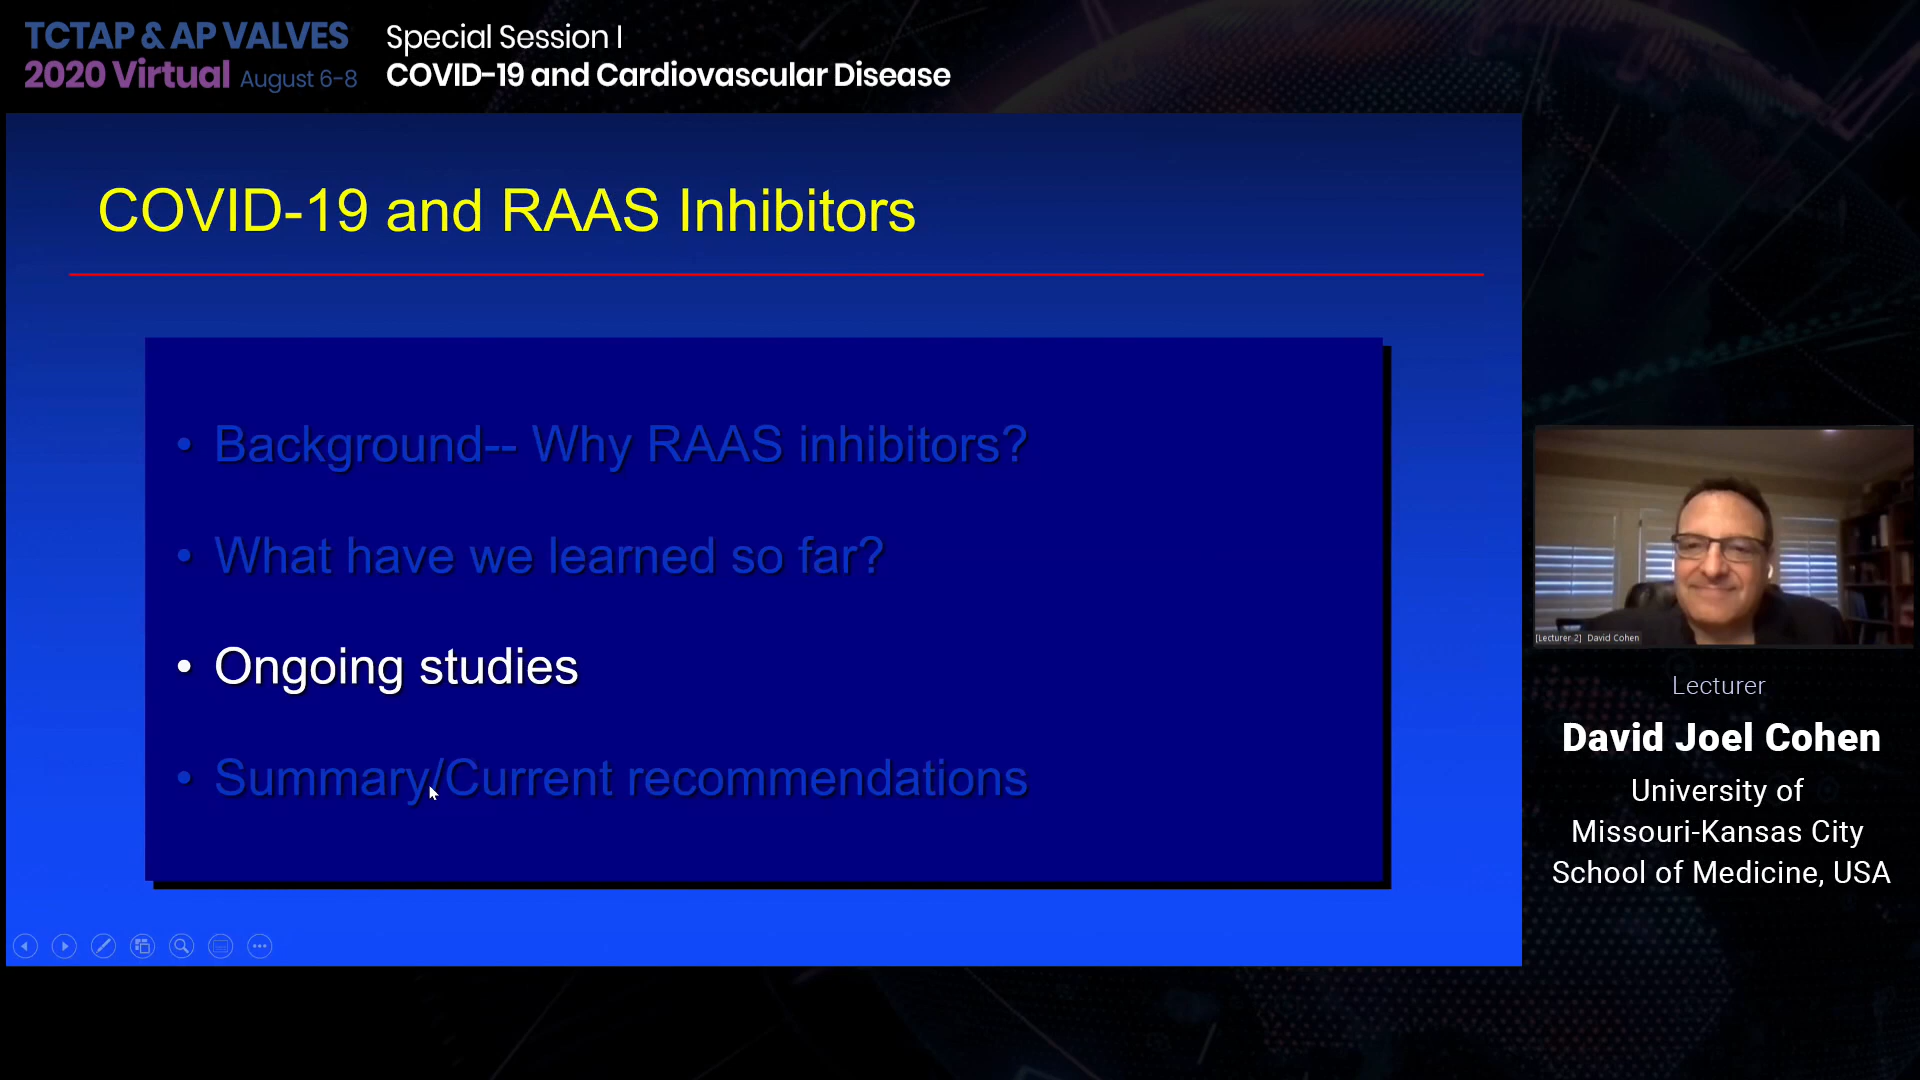 TCTAP & AP VALVES
2020 Virtual August 6-8
Special Session I
COVID-19 and Cardiovascular Disease
COVID-19 and RAAS Inhibitors
• Background-- Why RAAS inhibitors?
• What have we learned so far?
• Ongoing studies
• Summary/Current recommendations
[Lecturer 2] David Cohen
Lecturer
David Joel Cohen
University of
Missouri-Kansas City
School of Medicine, USA